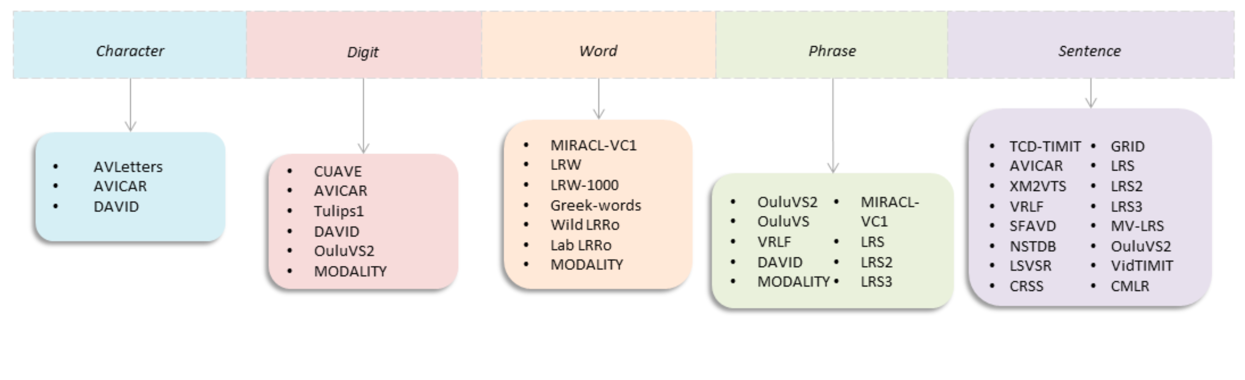 Character
Digit
Word
Phrase
Sentence
• AVLetters
• AVICAR
• DAVID
• CUAVE
• AVICAR
• Tulips1
• DAVID
• OuluVS2
• MODALITY
• MIRACL-VC1
• LRW
• LRW-1000
• Greek-words
• Wild LRRo
• Lab LRRo
• MODALITY
• OuluVS2
• OuluVS
• VRLF
• DAVID
• MODALITY
• MIRACL-
VC1
• LRS
• LRS2
• LRS3
• TCD-TIMIT
• AVICAR
• XM2VTS
• VRLF
• SFAVD
• NSTDB
• LSVSR
• CRSS
• GRID
• LRS
• LRS2
• LRS3
• MV-LRS
• OuluVS2
• VidTIMIT
• CMLR